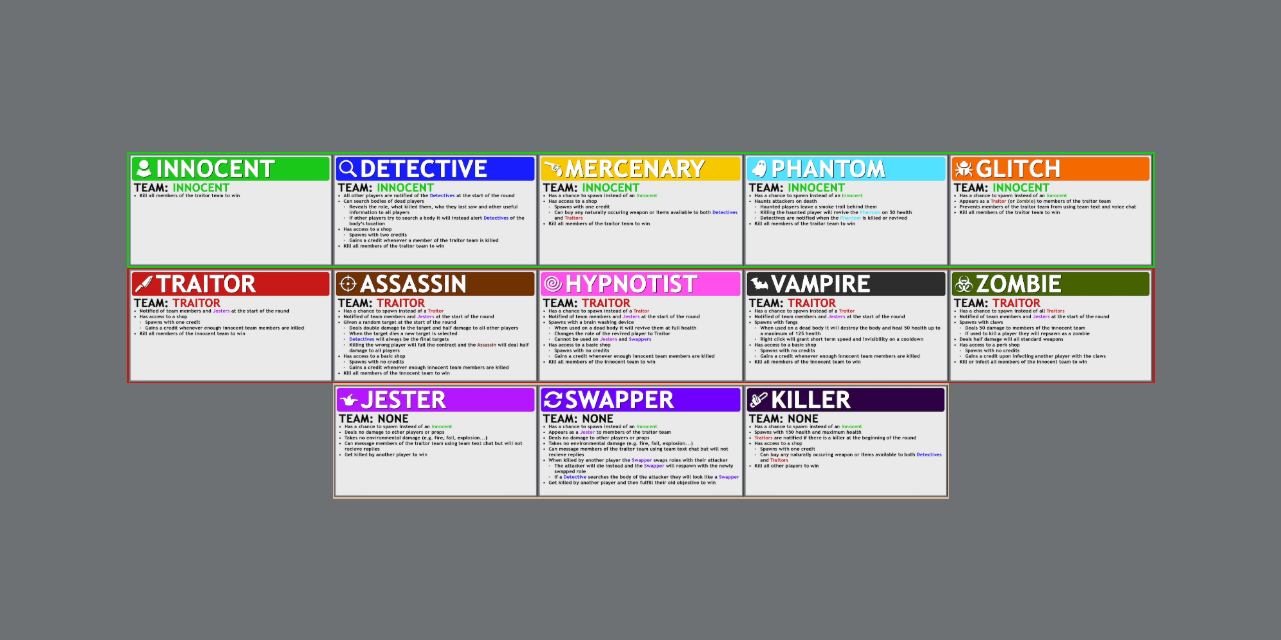 INNOCENT
TEAM: INNOCENT
Kill all members of the traitor team to win
DETECTIVE
TEAM: INNOCENT
All other players are notified of the Detectives at the start of the round
Can search bodies of dead players
Reveals the role, what killed them, who they last saw and other useful
information to all players
If other players try to search a body it will instead alert Detectives of the
body's location
Has access to a shop
Spawns with two credits
Gains a credit whenever a member of the traitor team is killed
Kill all members of the traitor team to win
MERCENARY
TEAM: INNOCENT
Has a chance to spawn instead of an Innocent
Has access to a shop
Spawns with one credit
Can buy any naturally occuring weapon or items available to both Detectives
and Traitors
Kill all members of the traitor team to win
PHANTOM
TEAM: INNOCENT
Has a chance to spawn instead of an Innocent
Haunts attackers on death
Haunted players leave a smoke trail behind them
Killing the haunted player will revive the Phantom on 50 health
Detectives are notified when the Phantom is killed or revived
Kill all members of the traitor team to win
GLITCH
TEAM: INNOCENT
Has a chance to spawn instead of an Innocent
Appears as a Traitor (or Zombie) to members of the traitor team
Prevents members of the traitor team from using team text and voice chat
Kill all members of the traitor team to win
TRAITOR
TEAM: TRAITOR
Notified of team members and Jesters at the start of the round
Has access to a shop
Spawns with one credit
Gains a credit whenever enough innocent team members are killed
Kill all members of the innocent team to win
ASSASSIN
TEAM: TRAITOR
Has a chance to spawn instead of a Traitor
Notified of team members and Jesters at the start of the round
Given a random target at the start of the round
Deals double damage to the target and half damage to all other players
When the target dies a new target is selected
Detectives will always be the final targets
Killing the wrong player will fail the contract and the Assassin will deal half
damage to all players
Has access to a basic shop
Spawns with no credits
Gains a credit whenever enough innocent team members are killed
Kill all members of the innocent team to win
HYPNOTIST
TEAM: TRAITOR
Has a chance to spawn instead of a Traitor
Notified of team members and Jesters at the start of the round
Spawns with a brain washing device
When used on a dead body it will revive them at full health
Changes the role of the revived player to Traitor
Cannot be used on Jesters and Swappers
Has access to a basic shop
Spawns with no credits
Gains a credit whenever enough innocent team members are killed
Kill all members of the innocent team to win
VAMPIRE
TEAM: TRAITOR
Has a chance to spawn instead of a Traitor
Notified of team members and Jesters at the start of the round
Spawns with fangs
When used on a dead body it will destroy the body and heal 50 health up to
a maximum of 125 health
Right click will grant short term speed and invisibility on a cooldown
Has access to a basic shop
Spawns with no credits
Gains a credit whenever enough innocent team members are killed
Kill all members of the innocent team to win
ZOMBIE
TEAM: TRAITOR
Has a chance to spawn instead of all Traitors
Notified of team members and Jesters at the start of the round
Spawns with claws
Deals 50 damage to members of the innocent team
If used to kill a player they will respawn as a zombie
Deals half damage will all standard weapons
Has access to a perk shop
Spawns with no credits
Gains a credit upon infecting another player with the claws
Kill or infect all members of the innocent team to win
JESTER
TEAM: NONE
Has a chance to spawn instead of an Innocent
Deals no damage to other players or props
Takes no environmental damage (e.g. fire, fall, explosion...)
Can message members of the traitor team using team text chat but will not
recieve replies
Get killed by another player to win
SWAPPER
TEAM: NONE
Has a chance to spawn instead of an Innocent
Appears as a Jester to members of the traitor team
Deals no damage to other players or props
Takes no environmental damage (e.g. fire, fall, explosion...)
Can message members of the traitor team using team text chat but will not
recieve replies
When killed by another player the Swapper swaps roles with their attacker
The attacker will die instead and the Swapper will respawn with the newly
swapped role
If a Detective searches the body of the attacker they will look like a Swapper
Get killed by another player and then fulfill their old objective to win
KILLER
TEAM: NONE
Has a chance to spawn instead of an Innocent
Spawns with 150 health and maximum health
Traitors are notified if there is a killer at the beginning of the round
Has access to a shop
Spawns with one credit
Can buy any naturally occuring weapon or items available to both Detectives
and Traitors
Kill all other players to win